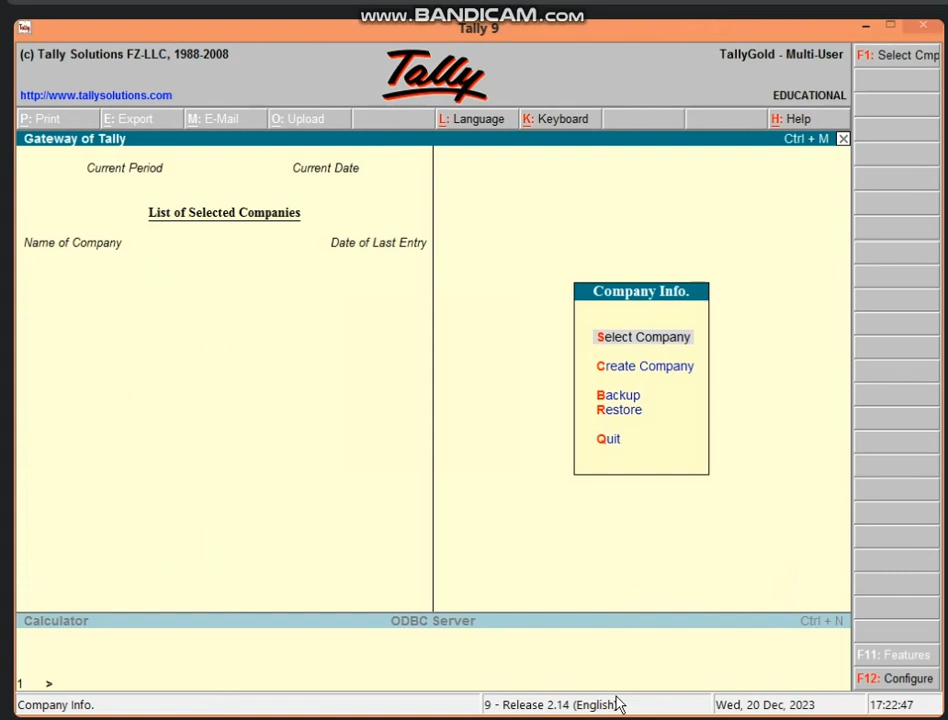 www.BANDICAM.com
Tally 9
(c) Tally Solutions FZ-LLC, 1988-2008
Tally
TallyGold - Multi-User
http://www.tallysolutions.com
EDUCATIONAL
F1: Select Cmp
P: Print E: Export M: E-Mail O: Upload L: Language K: Keyboard H: Help
Gateway of Tally Ctrl + M
Current Period Current Date
List of Selected Companies
Name of Company Date of Last Entry
Company Info.
Select Company
Create Company
Backup
Restore
Quit
Calculator ODBC Server Ctrl + N
1 >
F11: Features
F12: Configure
Company Info. 9 - Release 2.14 (English) Wed, 20 Dec, 2023 17:22:47